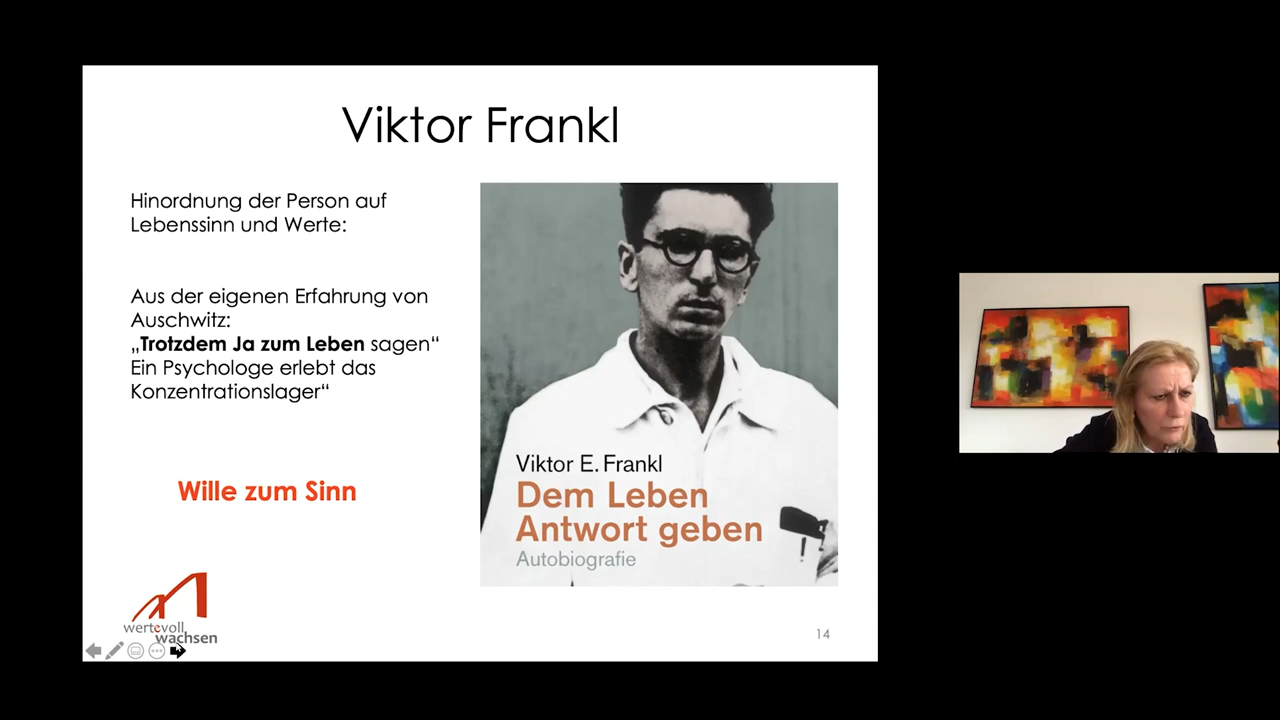 Viktor Frankl
Hinordnung der Person auf
Lebenssinn und Werte:
Aus der eigenen Erfahrung von
Auschwitz:
„Trotzdem Ja zum Leben sagen“
Ein Psychologe erlebt das
Konzentrationslager“
Wille zum Sinn
Viktor E. Frankl
Dem Leben
Antwort geben
Autobiografie
wertevoll
wachsen
14